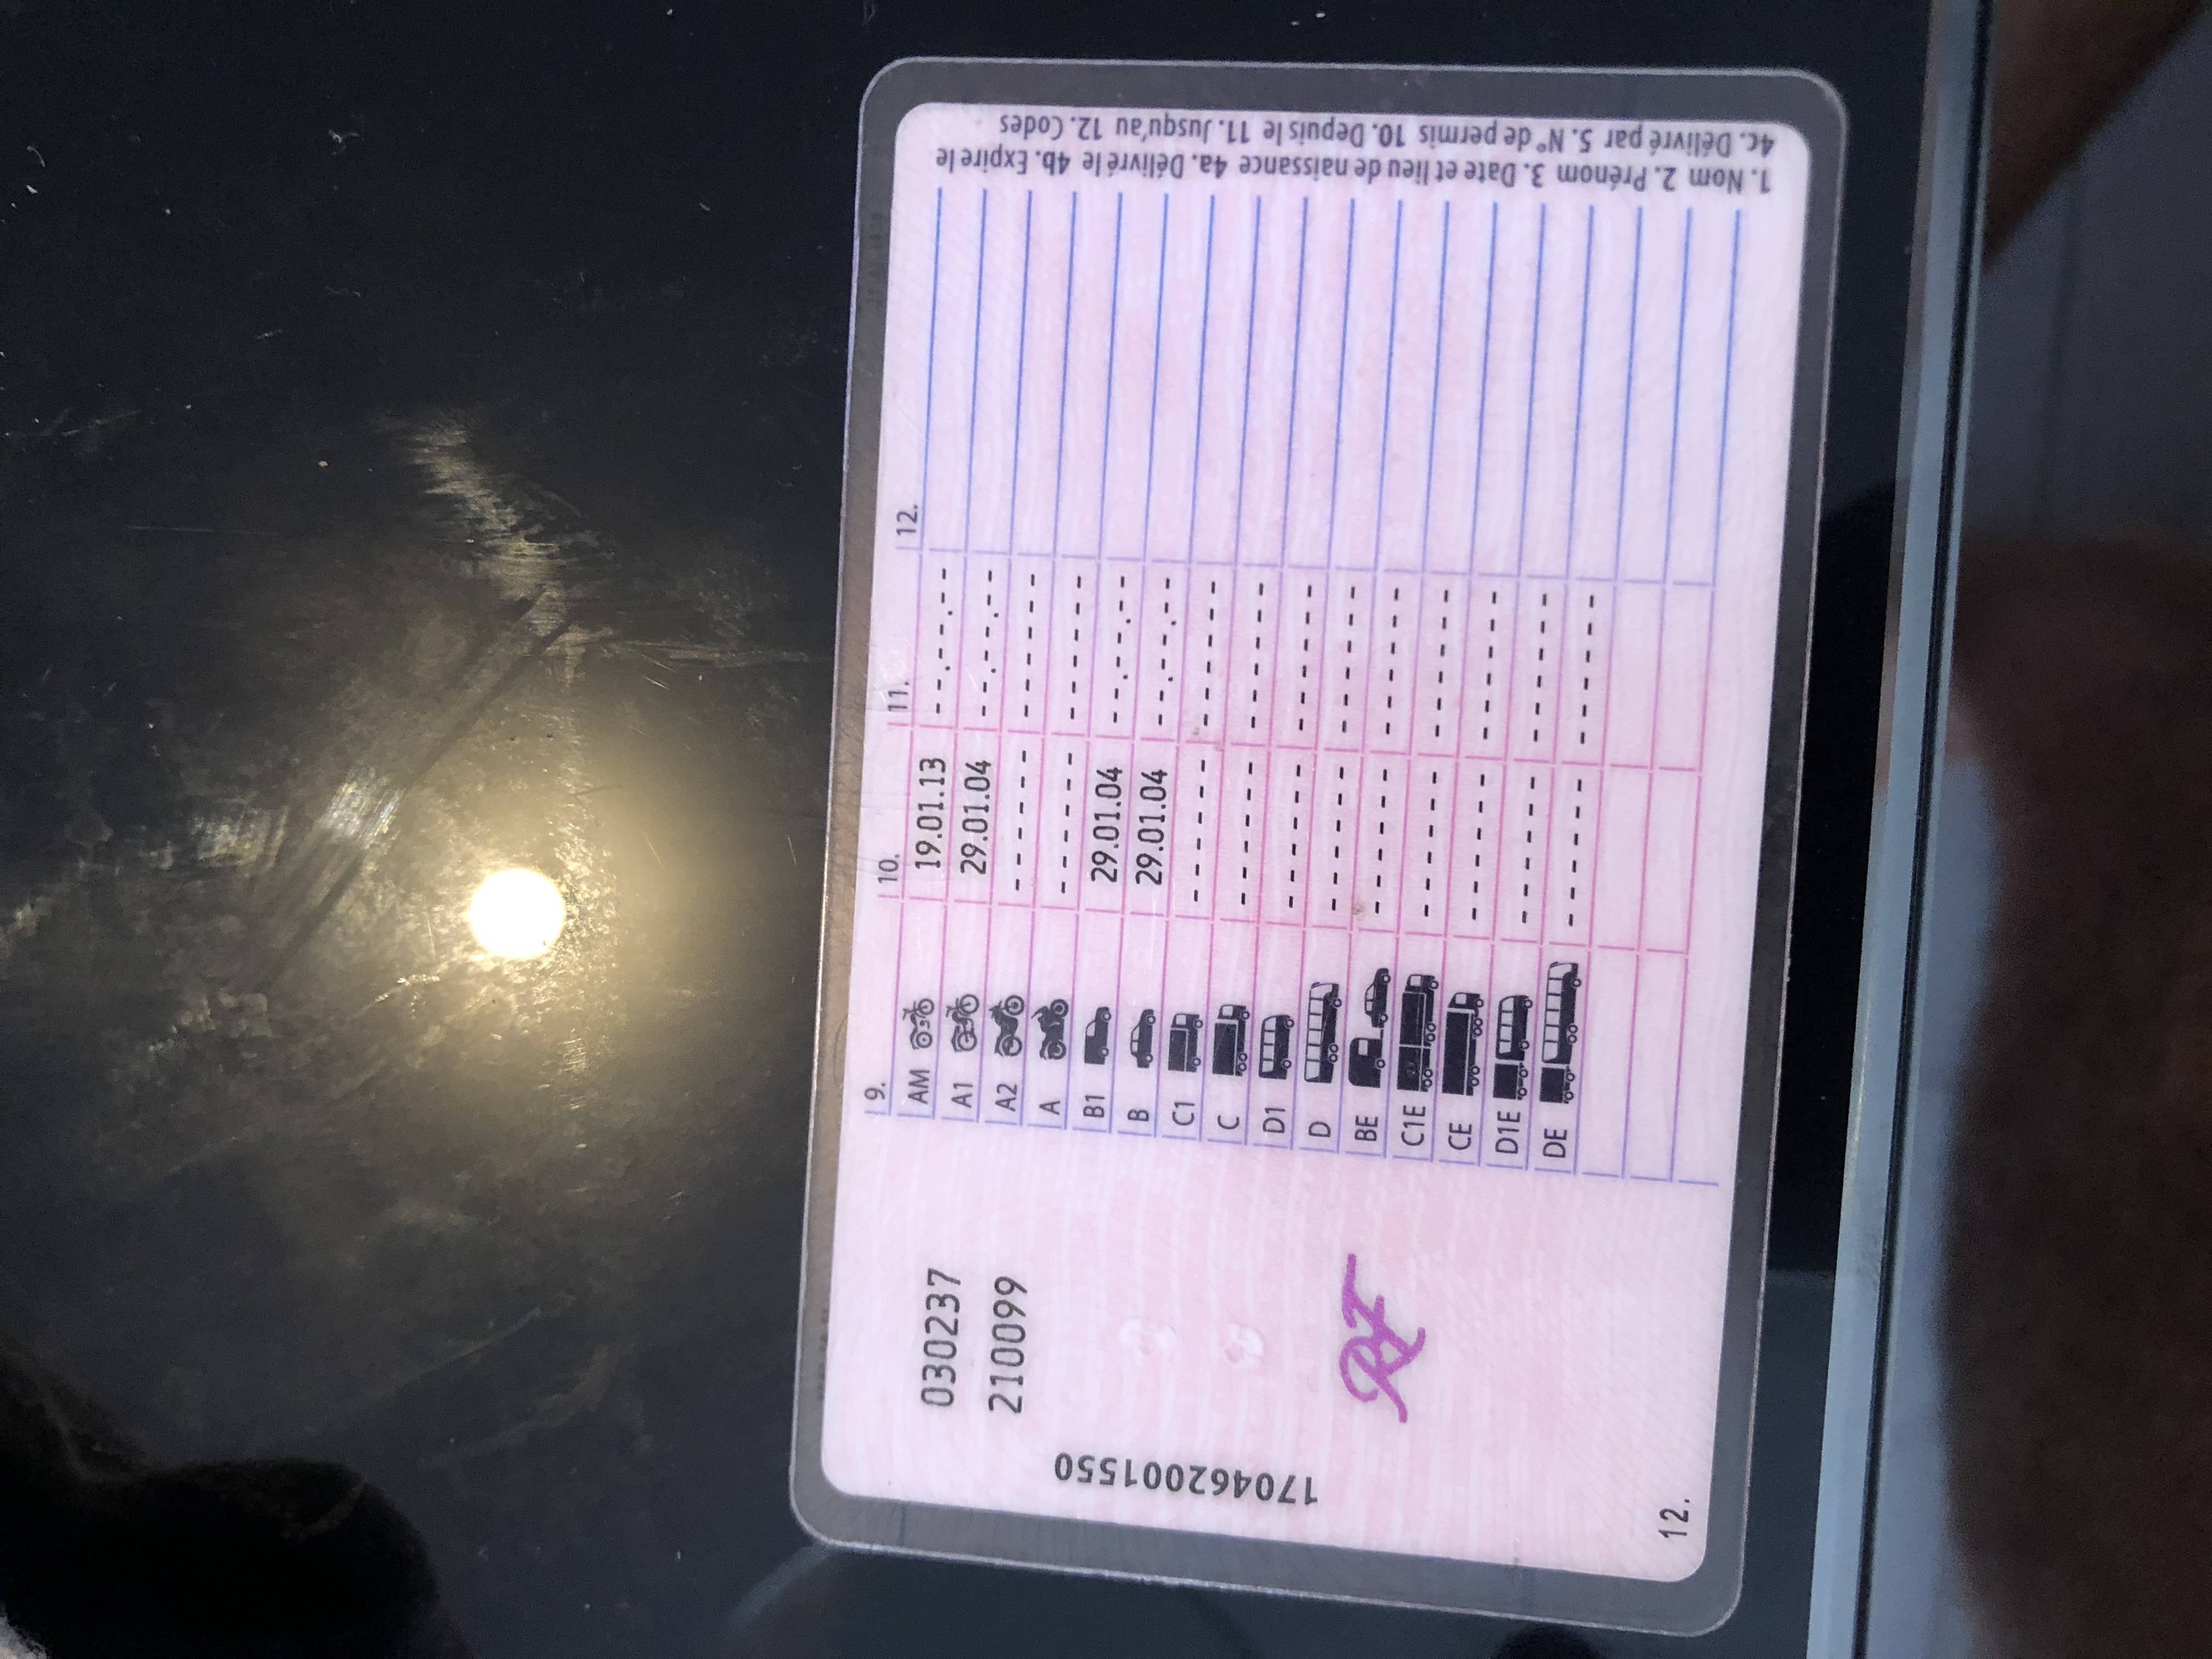 030237
210099
170462001550
RF
12.
9. 10. 11. 12.
AM 19.01.13 --.--.--
A1 29.01.04 --.--.--
A2 ------ ------
A ------ ------
B1 29.01.04 --.--.--
B 29.01.04 --.--.--
C1 ------ ------
C ------ ------
D1 ------ ------
D ------ ------
BE ------ ------
C1E ------ ------
CE ------ ------
D1E ------ ------
DE ------ ------
1. Nom 2. Prénom 3. Date et lieu de naissance 4a. Délivré le 4b. Expire le
4c. Délivré par 5. N° de permis 10. Depuis le 11. Jusqu'au 12. Codes